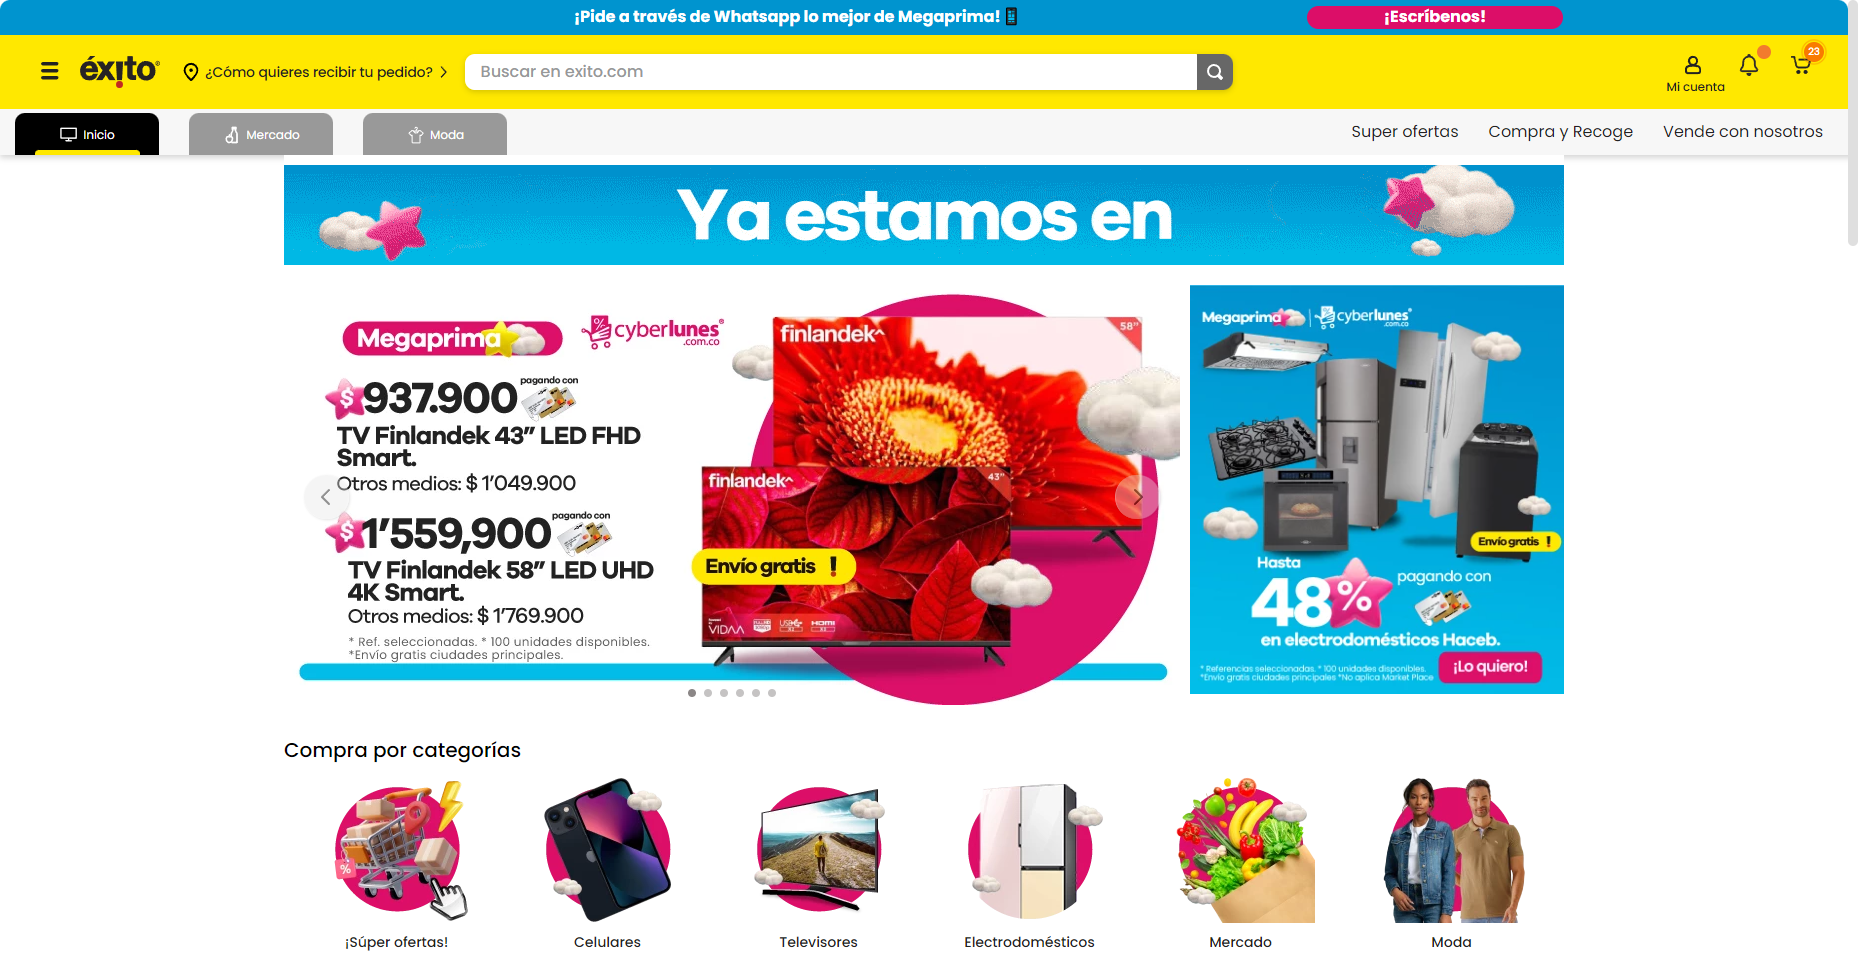 ¡Pide a través de Whatsapp lo mejor de Megaprima!
¡Escríbenos!
éxito
¿Cómo quieres recibir tu pedido?
Buscar en exito.com
Mi cuenta
23
Inicio
Mercado
Moda
Super ofertas
Compra y Recoge
Vende con nosotros
Ya estamos en
Megaprima
cyberlunes®
.com.co
$937.900 pagando con
TV Finlandek 43” LED FHD
Smart.
Otros medios: $ 1’049.900
$1’559,900 pagando con
TV Finlandek 58” LED UHD
4K Smart.
Otros medios: $ 1’769.900
* Ref. seleccionadas. * 100 unidades disponibles.
*Envío gratis ciudades principales.
finlandek
58”
finlandek
43”
Envío gratis !
VIDAA
HDMI
Megaprima
cyberlunes®
.com.co
Envío gratis !
Hasta
48%
pagando con
en electrodomésticos Haceb.
* Referencias seleccionadas. * 100 unidades disponibles.
*Envío gratis ciudades principales *No aplica Market Place
¡Lo quiero!
Compra por categorías
%
¡Súper ofertas!
Celulares
Televisores
Electrodomésticos
Mercado
Moda